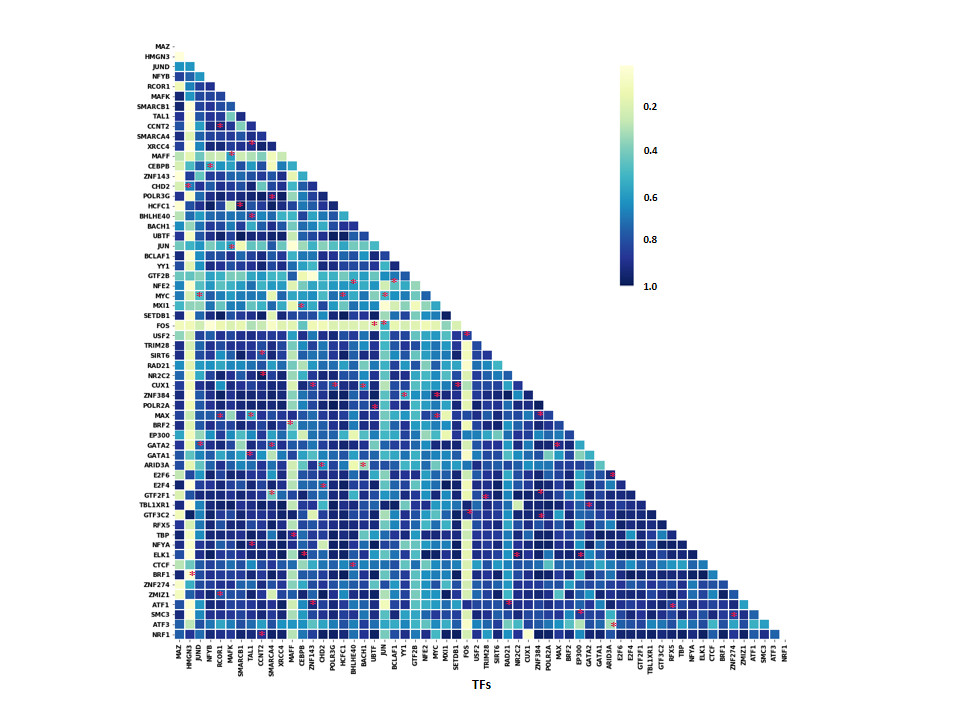 MAZ
HMGN3
JUND
NFYB
RCOR1
MAFK
SMARCB1
TAL1
CCNT2
SMARCA4
XRCC4
MAFF
CEBPB
ZNF143
CHD2
POLR3G
HCFC1
BHLHE40
BACH1
UBTF
JUN
BCLAF1
YY1
GTF2B
NFE2
MYC
MXI1
SETDB1
FOS
USF2
TRIM28
SIRT6
RAD21
NR2C2
CUX1
ZNF384
POLR2A
MAX
BRF2
EP300
GATA2
GATA1
ARID3A
E2F6
E2F4
GTF2F1
TBL1XR1
GTF3C2
RFX5
TBP
NFYA
ELK1
CTCF
BRF1
ZNF274
ZMIZ1
ATF1
SMC3
ATF3
NRF1
0.2
0.4
0.6
0.8
1.0
MAZ HMGN3 JUND NFYB RCOR1 MAFK SMARCB1 TAL1 CCNT2 SMARCA4 XRCC4 MAFF CEBPB ZNF143 CHD2 POLR3G HCFC1 BHLHE40 BACH1 UBTF JUN BCLAF1 YY1 GTF2B NFE2 MYC MXI1 SETDB1 FOS USF2 TRIM28 SIRT6 RAD21 NR2C2 CUX1 ZNF384 POLR2A MAX BRF2 EP300 GATA2 GATA1 ARID3A E2F6 E2F4 GTF2F1 TBL1XR1 GTF3C2 RFX5 TBP NFYA ELK1 CTCF BRF1 ZNF274 ZMIZ1 ATF1 SMC3 ATF3 NRF1
TFs